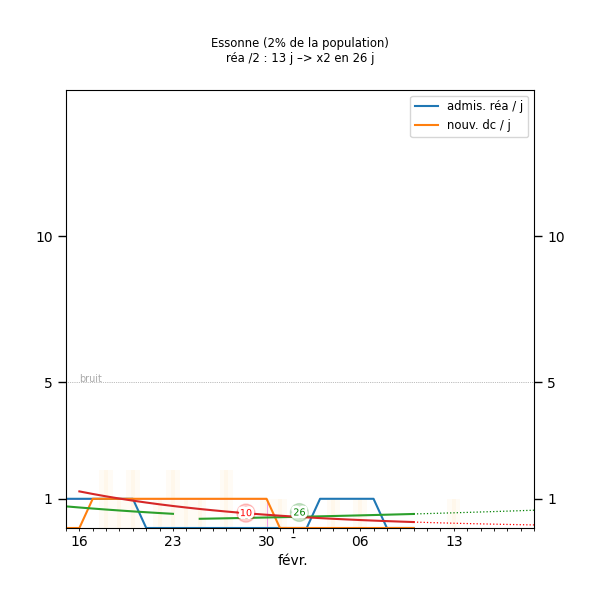 Essonne (2% de la population)
réa /2 : 13 j –> x2 en 26 j
admis. réa / j
nouv. dc / j
10
10
bruit
5
5
10
26
1
1
16
23
30
-
06
13
févr.